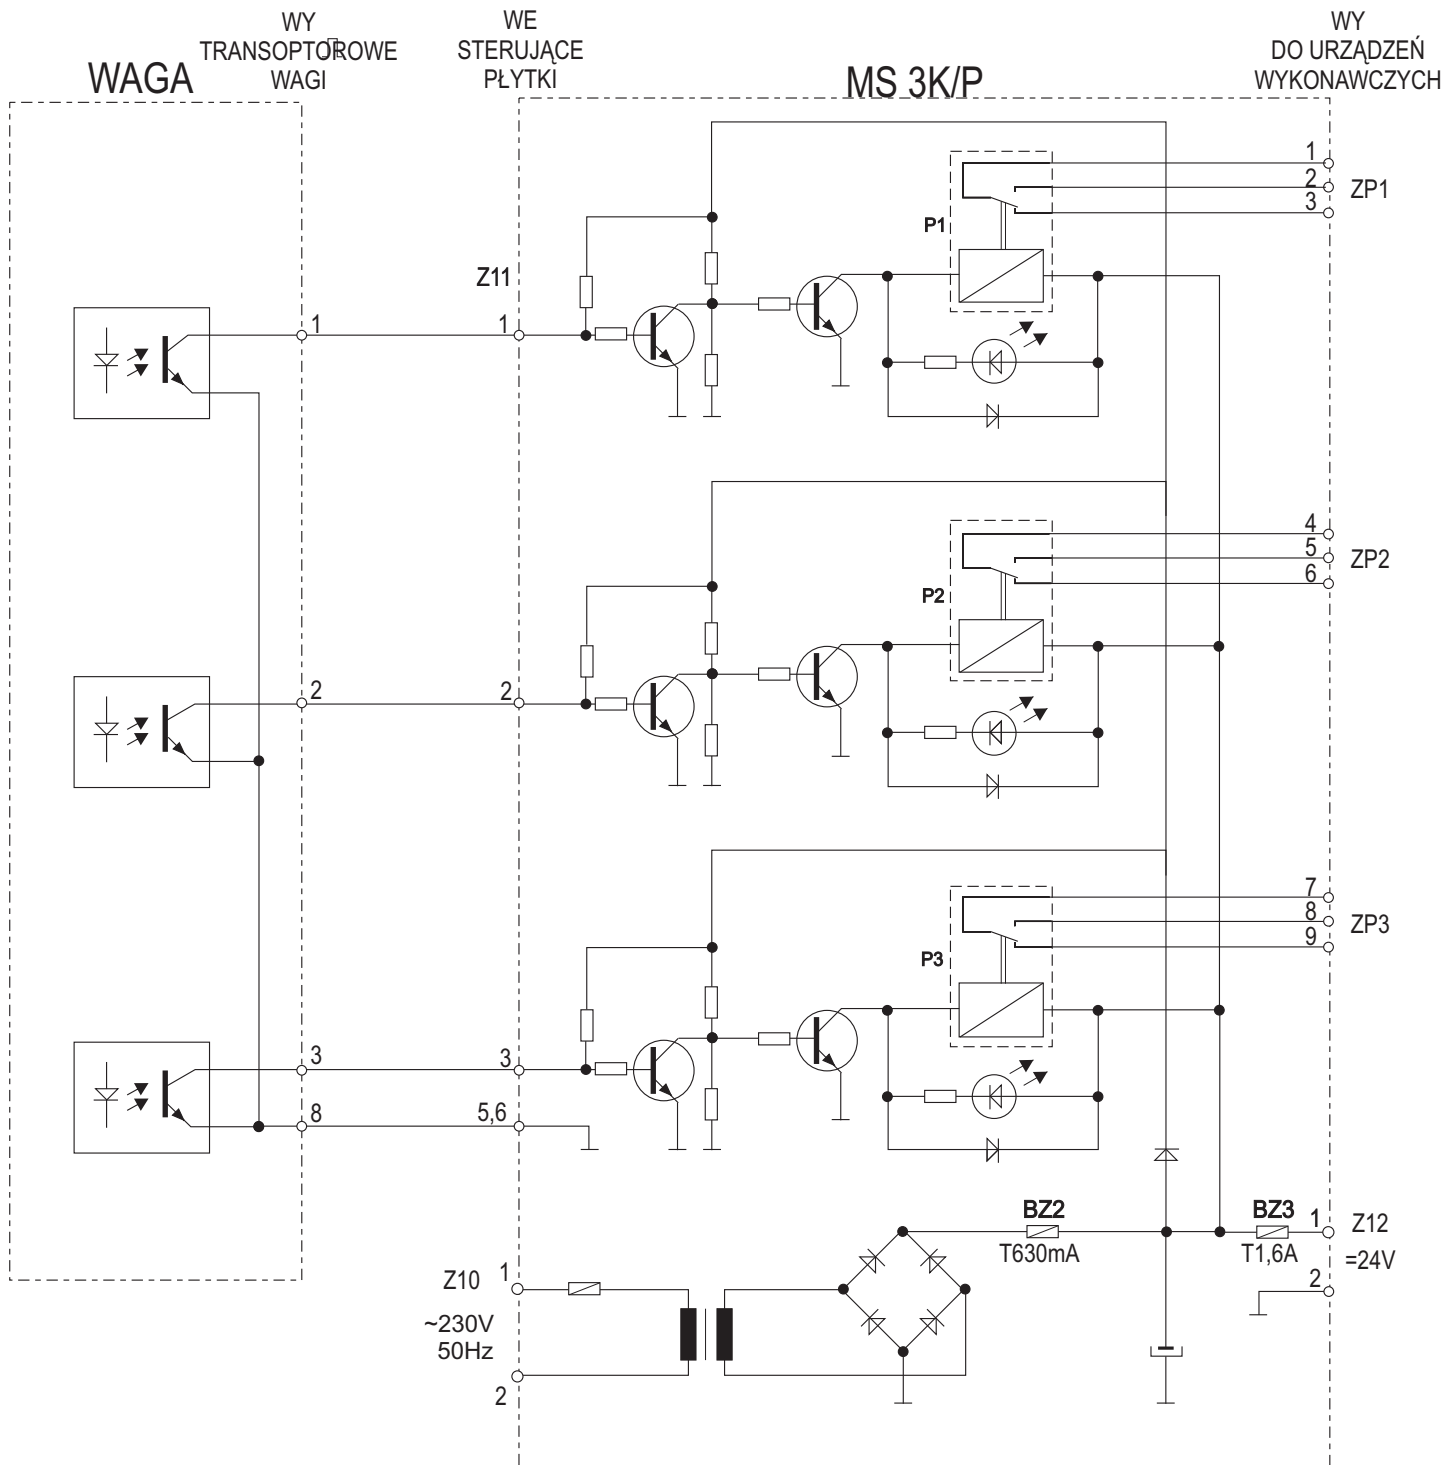 WY
TRANSOPTOROWE
WAGI
WE
STERUJĄCE
PŁYTKI
WY
DO URZĄDZEŃ
WYKONAWCZYCH
WAGA
MS 3K/P
1
2
3
ZP1
P1
Z11
1
1
4
5
6
ZP2
P2
2
2
7
8
9
ZP3
P3
3
3
8
5,6
BZ2
T630mA
BZ3
T1,6A
1
Z12
=24V
2
Z10
1
~230V
50Hz
2